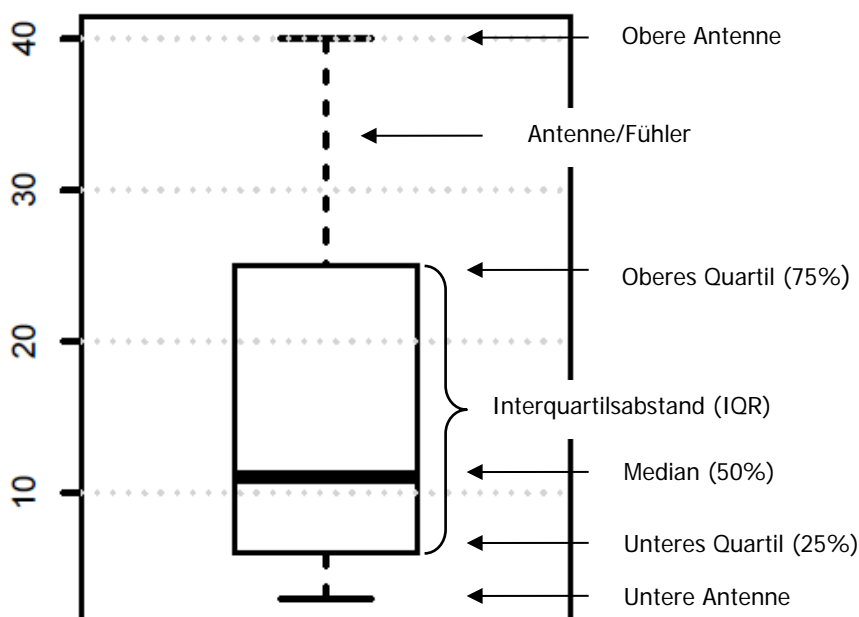 40
Obere Antenne
Antenne/Fühler
30
Oberes Quartil (75%)
20
Interquartilsabstand (IQR)
Median (50%)
10
Unteres Quartil (25%)
Untere Antenne